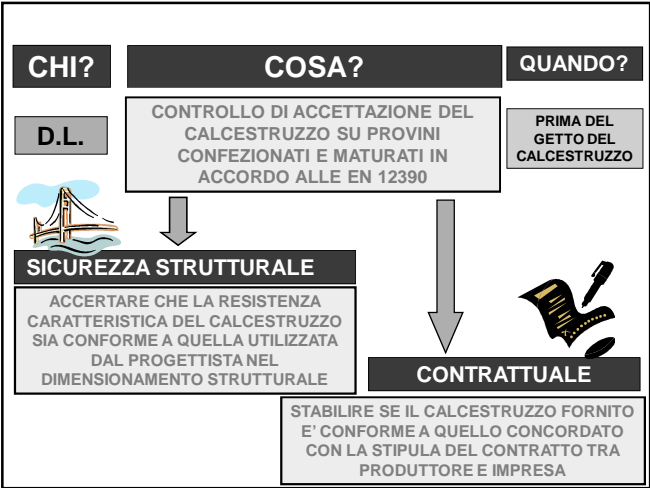 CHI?
COSA?
QUANDO?
D.L.
CONTROLLO DI ACCETTAZIONE DEL
CALCESTRUZZO SU PROVINI
CONFEZIONATI E MATURATI IN
ACCORDO ALLE EN 12390
PRIMA DEL
GETTO DEL
CALCESTRUZZO
SICUREZZA STRUTTURALE
ACCERTARE CHE LA RESISTENZA
CARATTERISTICA DEL CALCESTRUZZO
SIA CONFORME A QUELLA UTILIZZATA
DAL PROGETTISTA NEL
DIMENSIONAMENTO STRUTTURALE
CONTRATTUALE
STABILIRE SE IL CALCESTRUZZO FORNITO
E' CONFORME A QUELLO CONCORDATO
CON LA STIPULA DEL CONTRATTO TRA
PRODUTTORE E IMPRESA